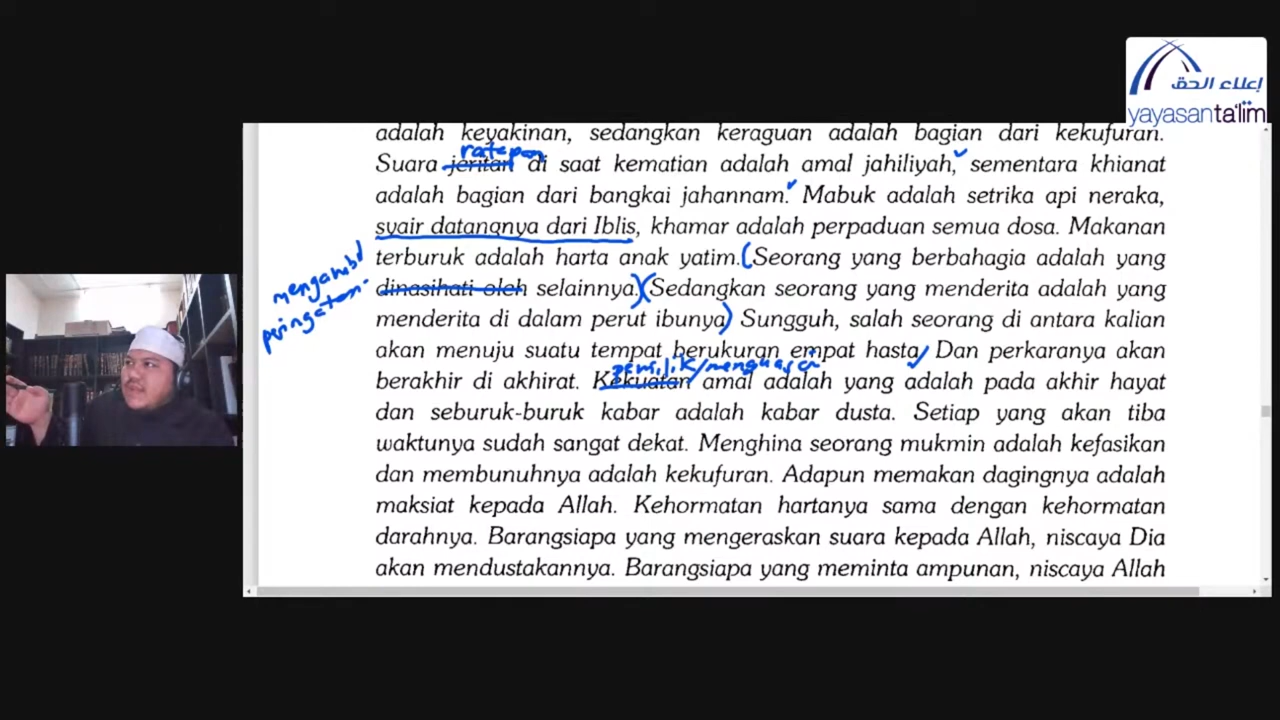 إعلاء الحق
yayasanta'lim
adalah keyakinan, sedangkan keraguan adalah bagian dari kekufuran.
ratapan
Suara jeritan di saat kematian adalah amal jahiliyah, sementara khianat
adalah bagian dari bangkai jahannam. Mabuk adalah setrika api neraka,
syair datangnya dari Iblis, khamar adalah perpaduan semua dosa. Makanan
terburuk adalah harta anak yatim. (Seorang yang berbahagia adalah yang
mengambil
peringatan
dinasihati oleh selainnya) (Sedangkan seorang yang menderita adalah yang
menderita di dalam perut ibunya) Sungguh, salah seorang di antara kalian
akan menuju suatu tempat berukuran empat hasta Dan perkaranya akan
pemilik/menguasai
berakhir di akhirat. Kekuatan amal adalah yang adalah pada akhir hayat
dan seburuk-buruk kabar adalah kabar dusta. Setiap yang akan tiba
waktunya sudah sangat dekat. Menghina seorang mukmin adalah kefasikan
dan membunuhnya adalah kekufuran. Adapun memakan dagingnya adalah
maksiat kepada Allah. Kehormatan hartanya sama dengan kehormatan
darahnya. Barangsiapa yang mengeraskan suara kepada Allah, niscaya Dia
akan mendustakannya. Barangsiapa yang meminta ampunan, niscaya Allah